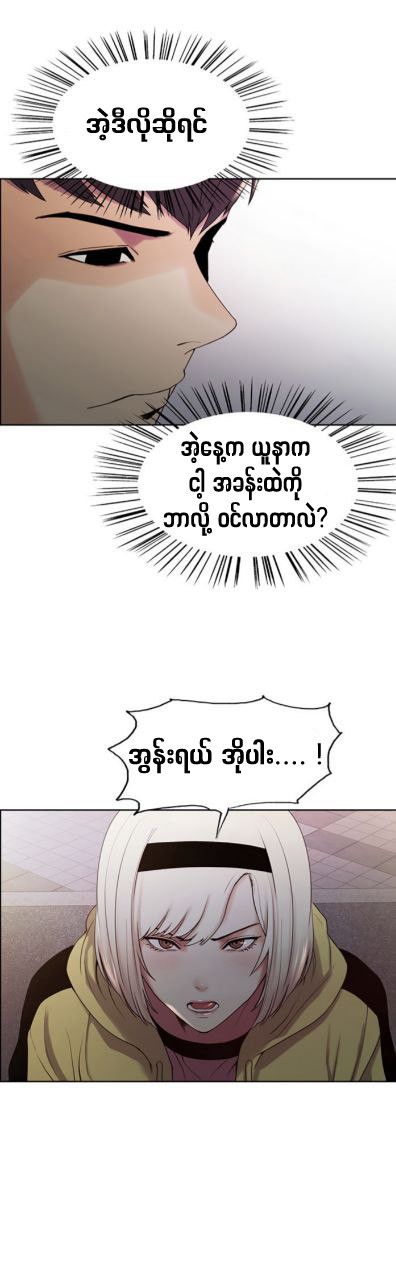 အဲ့ဒီလိုဆိုရင်
အဲ့နေ့က ယူနာက
ငါ့ အခန်းထဲကို
ဘာလို့ ဝင်လာတာလဲ?
အွန်းရယ် အိုပါး.... !